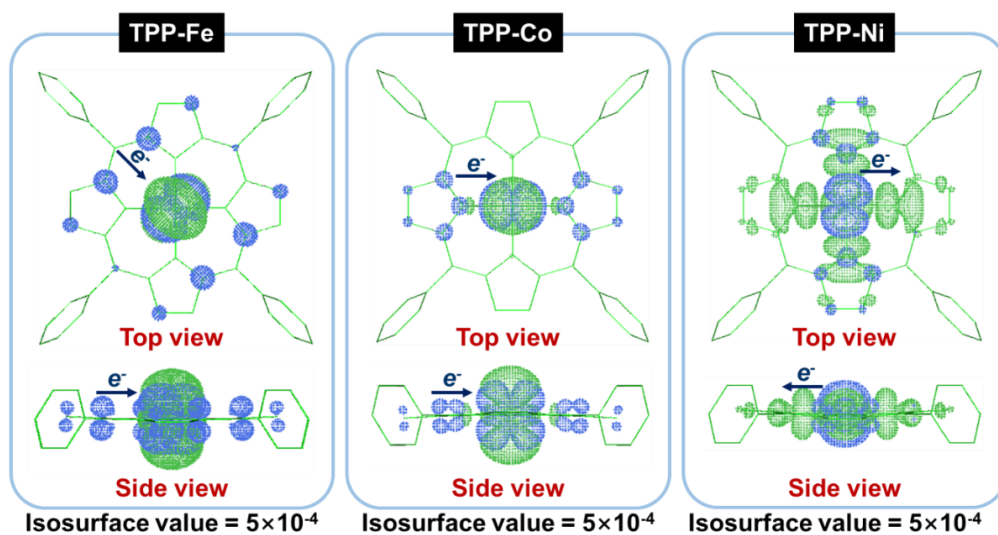 TPP-Fe
e-
Top view
e-
Side view
Isosurface value = 5×10-4
TPP-Co
e-
Top view
e-
Side view
Isosurface value = 5×10-4
TPP-Ni
e-
Top view
e-
Side view
Isosurface value = 5×10-4